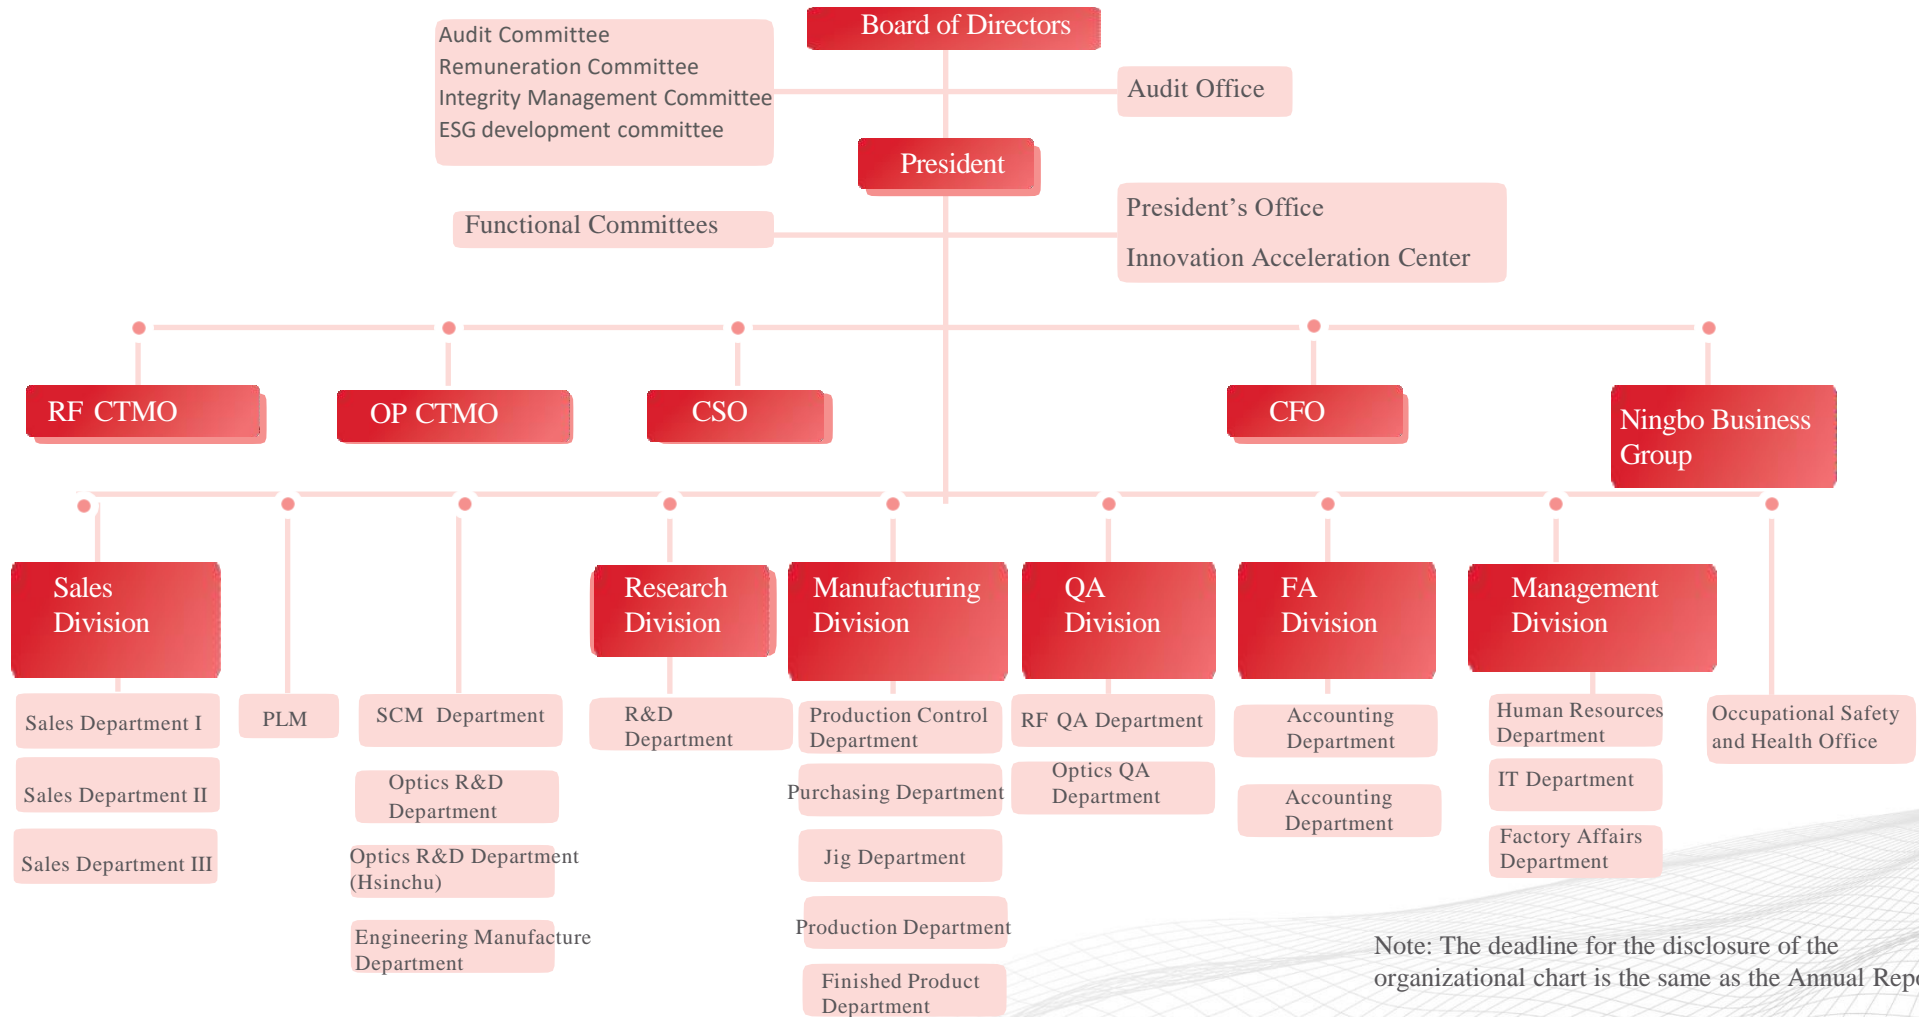 Board of Directors
Audit Committee
Remuneration Committee
Integrity Management Committee
ESG development committee
Audit Office
President
Functional Committees
President’s Office
Innovation Acceleration Center
RF CTMO
OP CTMO
CSO
CFO
Ningbo Business
Group
Sales
Division
Research
Division
Manufacturing
Division
QA
Division
FA
Division
Management
Division
Sales Department I
Sales Department II
Sales Department III
PLM
SCM Department
Optics R&D
Department
Optics R&D Department
(Hsinchu)
Engineering Manufacture
Department
R&D
Department
Production Control
Department
Purchasing Department
Jig Department
Production Department
Finished Product
Department
RF QA Department
Optics QA
Department
Accounting
Department
Accounting
Department
Human Resources
Department
IT Department
Factory Affairs
Department
Occupational Safety
and Health Office
Note: The deadline for the disclosure of the
organizational chart is the same as the Annual Repo